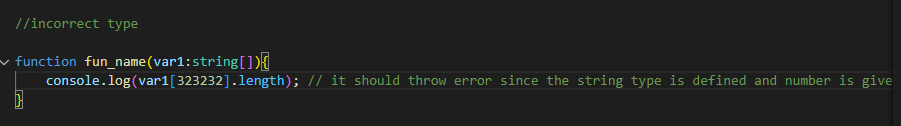 //incorrect type
function fun_name(var1:string[]){
console.log(var1[323232].length); // it should throw error since the string type is defined and number is give
}